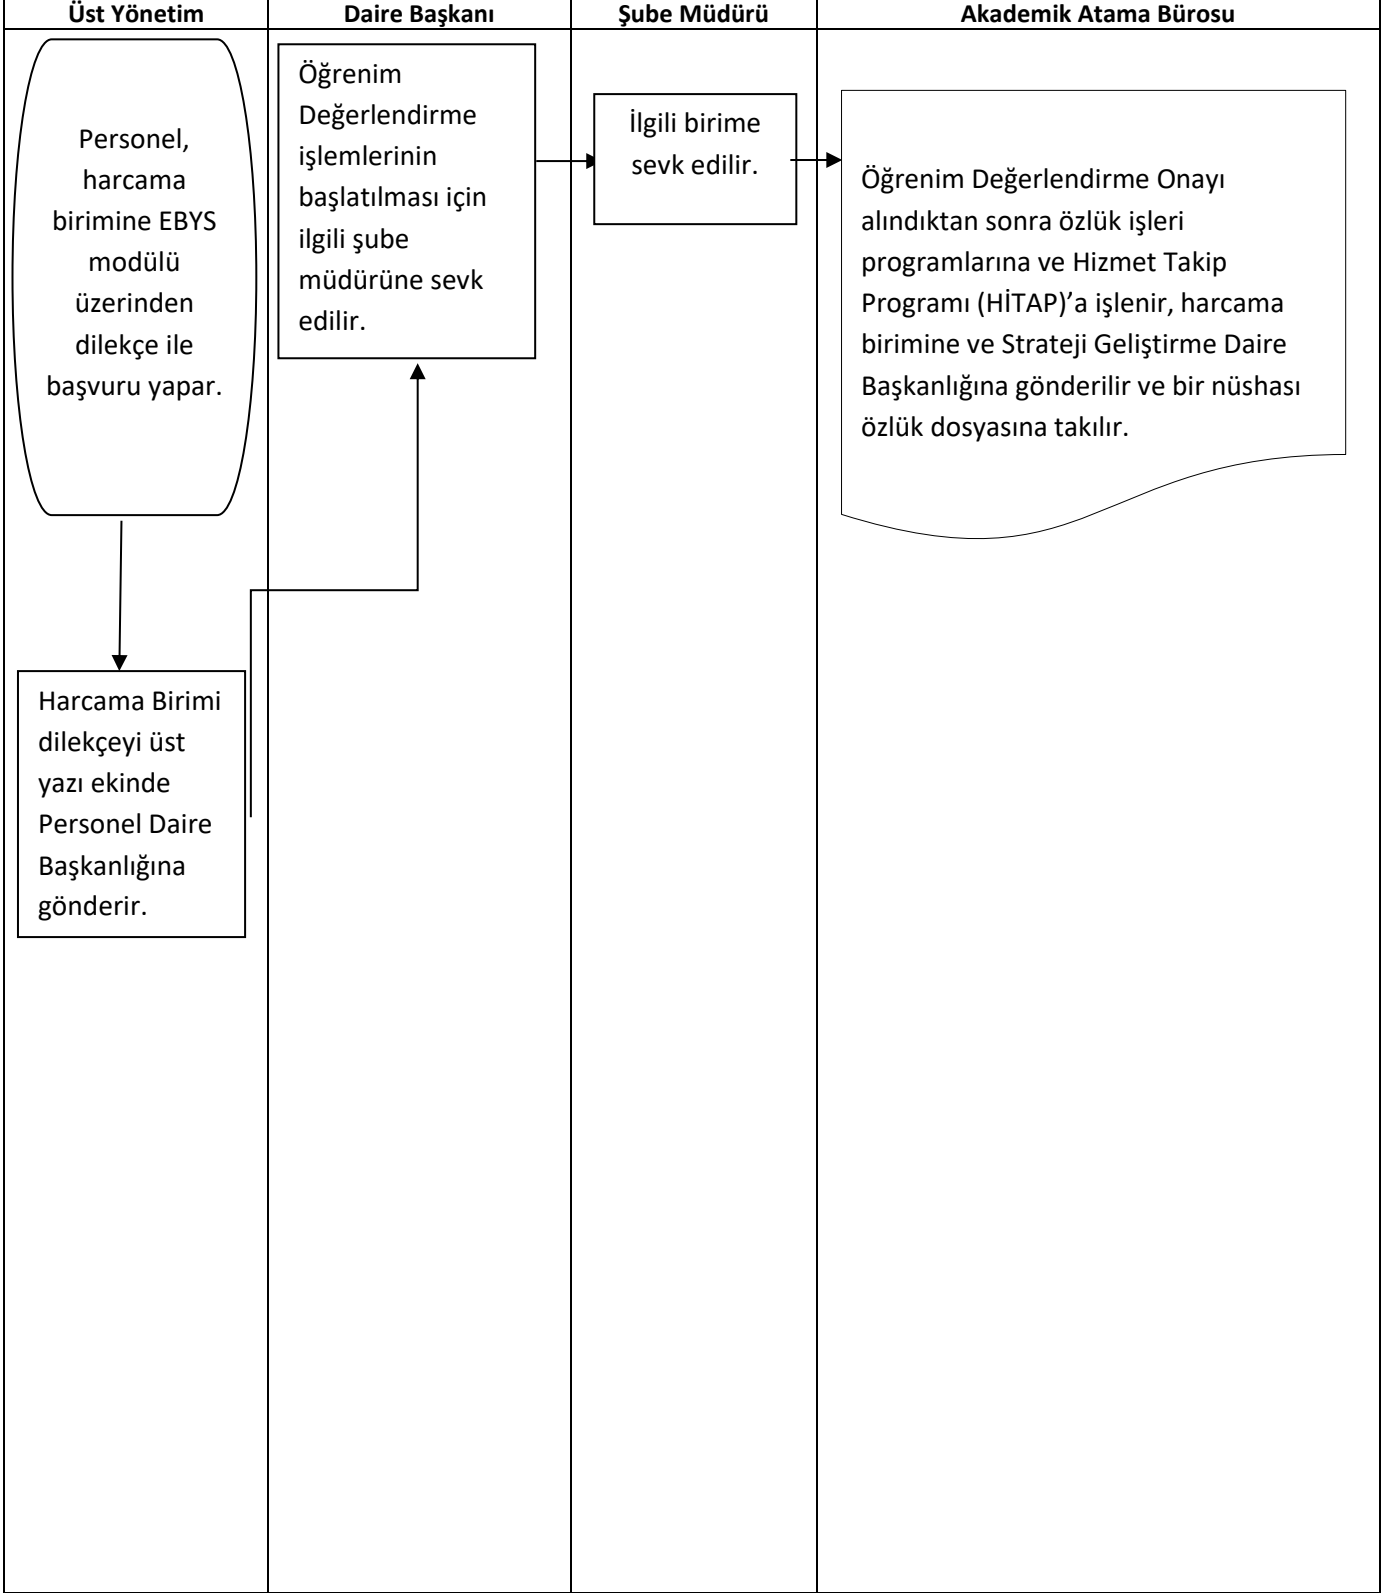 Üst Yönetim
Daire Başkanı
Şube Müdürü
Akademik Atama Bürosu
Personel,
harcama
birimine EBYS
modülü
üzerinden
dilekçe ile
başvuru yapar.
Harcama Birimi
dilekçeyi üst
yazı ekinde
Personel Daire
Başkanlığına
gönderir.
Öğrenim
Değerlendirme
işlemlerinin
başlatılması için
ilgili şube
müdürüne sevk
edilir.
İlgili birime
sevk edilir.
Öğrenim Değerlendirme Onayı
alındıktan sonra özlük işleri
programlarına ve Hizmet Takip
Programı (HİTAP)’a işlenir, harcama
birimine ve Strateji Geliştirme Daire
Başkanlığına gönderilir ve bir nüshası
özlük dosyasına takılır.